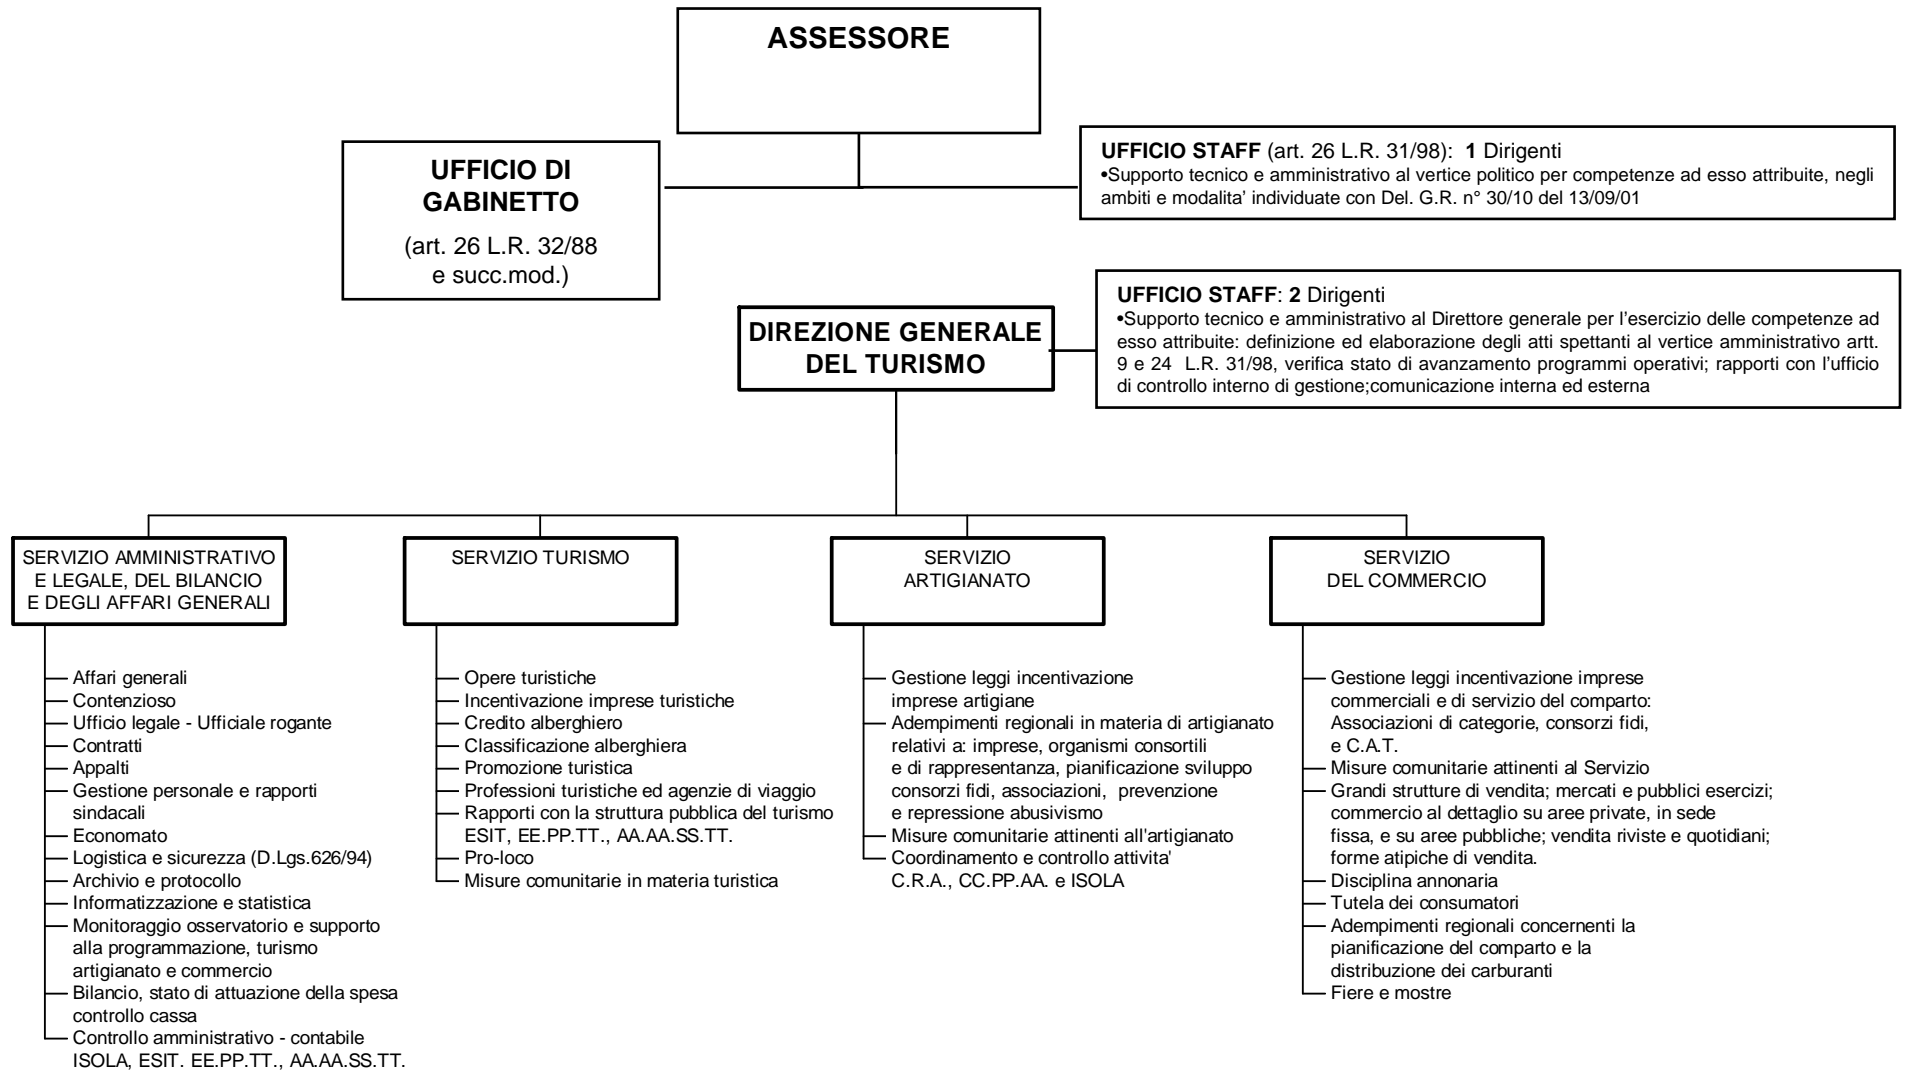 ASSESSORE
UFFICIO DI
GABINETTO
(art. 26 L.R. 32/88
e succ.mod.)
UFFICIO STAFF (art. 26 L.R. 31/98):  1 Dirigenti
•Supporto tecnico e amministrativo al vertice politico per competenze ad esso attribuite, negli
ambiti e modalita’ individuate con Del. G.R. n° 30/10 del 13/09/01
UFFICIO STAFF: 2 Dirigenti
•Supporto tecnico e amministrativo al Direttore generale per l’esercizio delle competenze ad
esso attribuite: definizione ed elaborazione degli atti spettanti al vertice amministrativo artt.
9 e 24  L.R. 31/98, verifica stato di avanzamento programmi operativi; rapporti con l’ufficio
di controllo interno di gestione;comunicazione interna ed esterna
DIREZIONE GENERALE
DEL TURISMO
SERVIZIO AMMINISTRATIVO
E LEGALE, DEL BILANCIO
E DEGLI AFFARI GENERALI
Affari generali
Contenzioso
Ufficio legale - Ufficiale rogante
Contratti
Appalti
Gestione personale e rapporti
sindacali
Economato
Logistica e sicurezza (D.Lgs.626/94)
Archivio e protocollo
Informatizzazione e statistica
Monitoraggio osservatorio e supporto
alla programmazione, turismo
artigianato e commercio
Bilancio, stato di attuazione della spesa
controllo cassa
Controllo amministrativo - contabile
ISOLA, ESIT. EE.PP.TT., AA.AA.SS.TT.
SERVIZIO TURISMO
Opere turistiche
Incentivazione imprese turistiche
Credito alberghiero
Classificazione alberghiera
Promozione turistica
Professioni turistiche ed agenzie di viaggio
Rapporti con la struttura pubblica del turismo
ESIT, EE.PP.TT., AA.AA.SS.TT.
Pro-loco
Misure comunitarie in materia turistica
SERVIZIO
ARTIGIANATO
Gestione leggi incentivazione
imprese artigiane
Adempimenti regionali in materia di artigianato
relativi a: imprese, organismi consortili
e di rappresentanza, pianificazione sviluppo
consorzi fidi, associazioni,  prevenzione
e repressione abusivismo
Misure comunitarie attinenti all'artigianato
Coordinamento e controllo attivita'
C.R.A., CC.PP.AA. e ISOLA
SERVIZIO
DEL COMMERCIO
Gestione leggi incentivazione imprese
commerciali e di servizio del comparto:
Associazioni di categorie, consorzi fidi,
e C.A.T.
Misure comunitarie attinenti al Servizio
Grandi strutture di vendita; mercati e pubblici esercizi;
commercio al dettaglio su aree private, in sede
fissa, e su aree pubbliche; vendita riviste e quotidiani;
forme atipiche di vendita.
Disciplina annonaria
Tutela dei consumatori
Adempimenti regionali concernenti la
pianificazione del comparto e la
distribuzione dei carburanti
Fiere e mostre